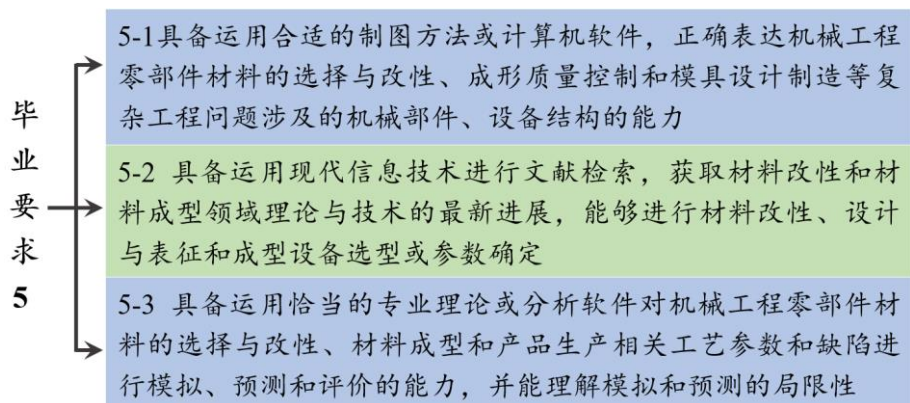 毕业要求5
5-1具备运用合适的制图方法或计算机软件，正确表达机械工程
零部件材料的选择与改性、成形质量控制和模具设计制造等复
杂工程问题涉及的机械部件、设备结构的能力
5-2 具备运用现代信息技术进行文献检索，获取材料改性和材
料成型领域理论与技术的最新进展，能够进行材料改性、设计
与表征和成型设备选型或参数确定
5-3 具备运用恰当的专业理论或分析软件对机械工程零部件材
料的选择与改性、材料成型和产品生产相关工艺参数和缺陷进
行模拟、预测和评价的能力，并能理解模拟和预测的局限性